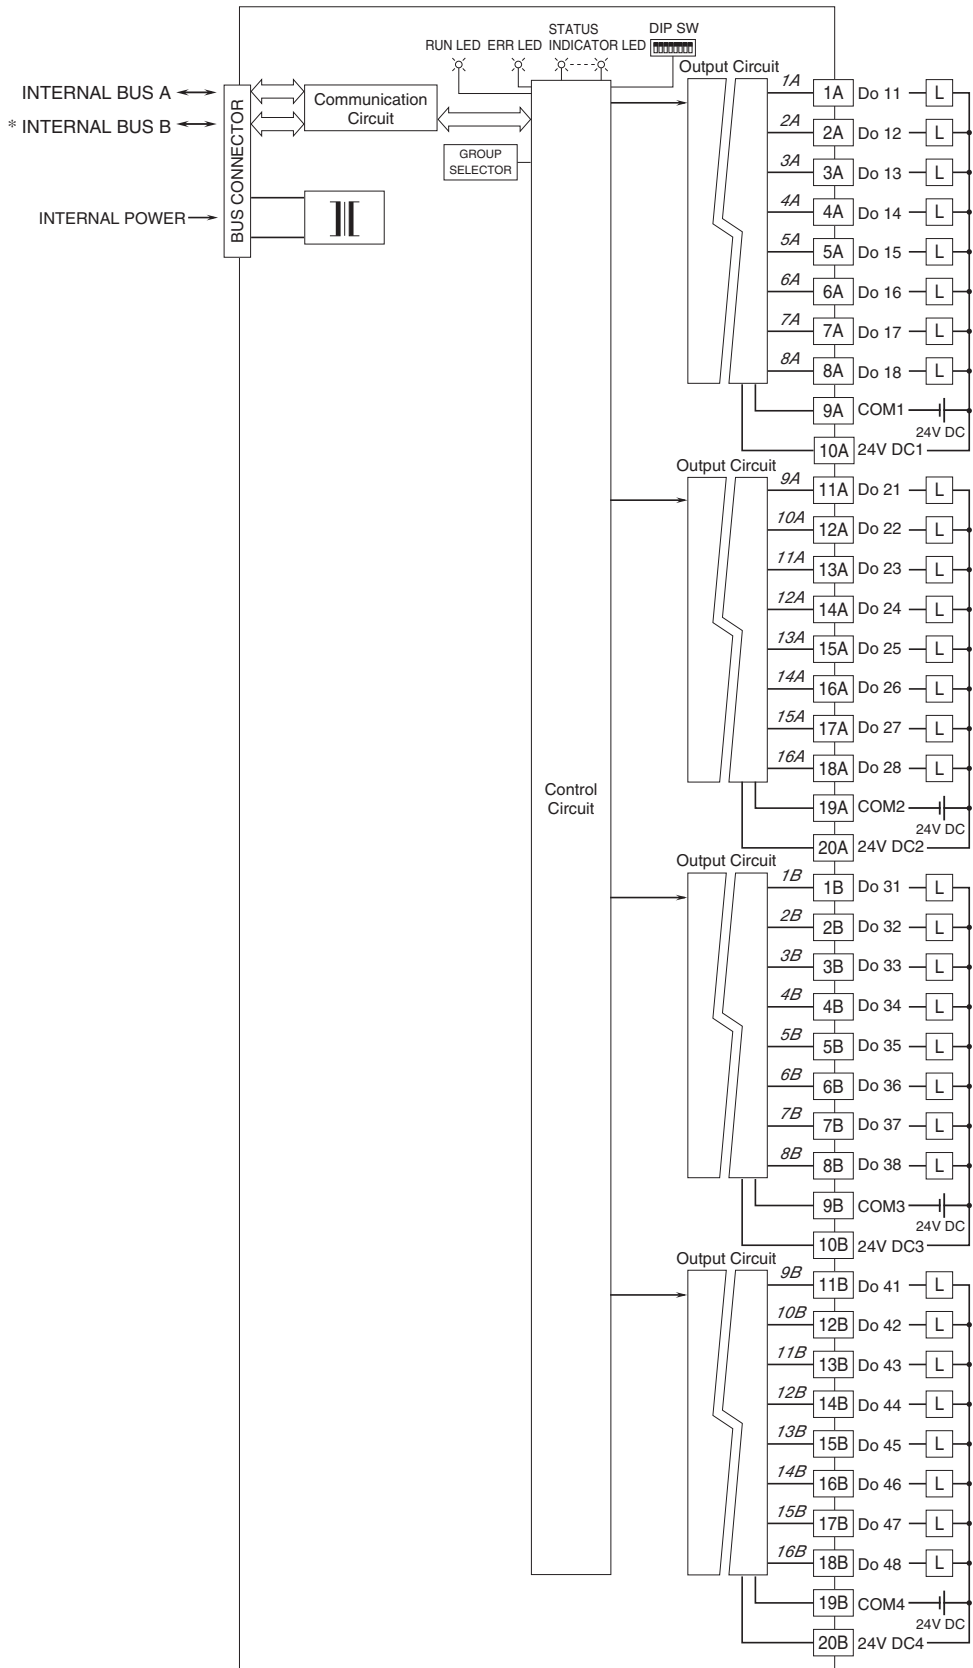 STATUS
DIP SW
RUN LED ERR LED INDICATOR LED
INTERNAL BUS A
* INTERNAL BUS B
INTERNAL POWER
BUS CONNECTOR
Communication
Circuit
GROUP
SELECTOR
Control
Circuit
Output Circuit
1A 1A Do 11 L
2A 2A Do 12 L
3A 3A Do 13 L
4A 4A Do 14 L
5A 5A Do 15 L
6A 6A Do 16 L
7A 7A Do 17 L
8A 8A Do 18 L
9A COM1
24V DC
10A 24V DC1
Output Circuit
9A 11A Do 21 L
10A 12A Do 22 L
11A 13A Do 23 L
12A 14A Do 24 L
13A 15A Do 25 L
14A 16A Do 26 L
15A 17A Do 27 L
16A 18A Do 28 L
19A COM2
24V DC
20A 24V DC2
Output Circuit
1B 1B Do 31 L
2B 2B Do 32 L
3B 3B Do 33 L
4B 4B Do 34 L
5B 5B Do 35 L
6B 6B Do 36 L
7B 7B Do 37 L
8B 8B Do 38 L
9B COM3
24V DC
10B 24V DC3
Output Circuit
9B 11B Do 41 L
10B 12B Do 42 L
11B 13B Do 43 L
12B 14B Do 44 L
13B 15B Do 45 L
14B 16B Do 46 L
15B 17B Do 47 L
16B 18B Do 48 L
19B COM4
24V DC
20B 24V DC4